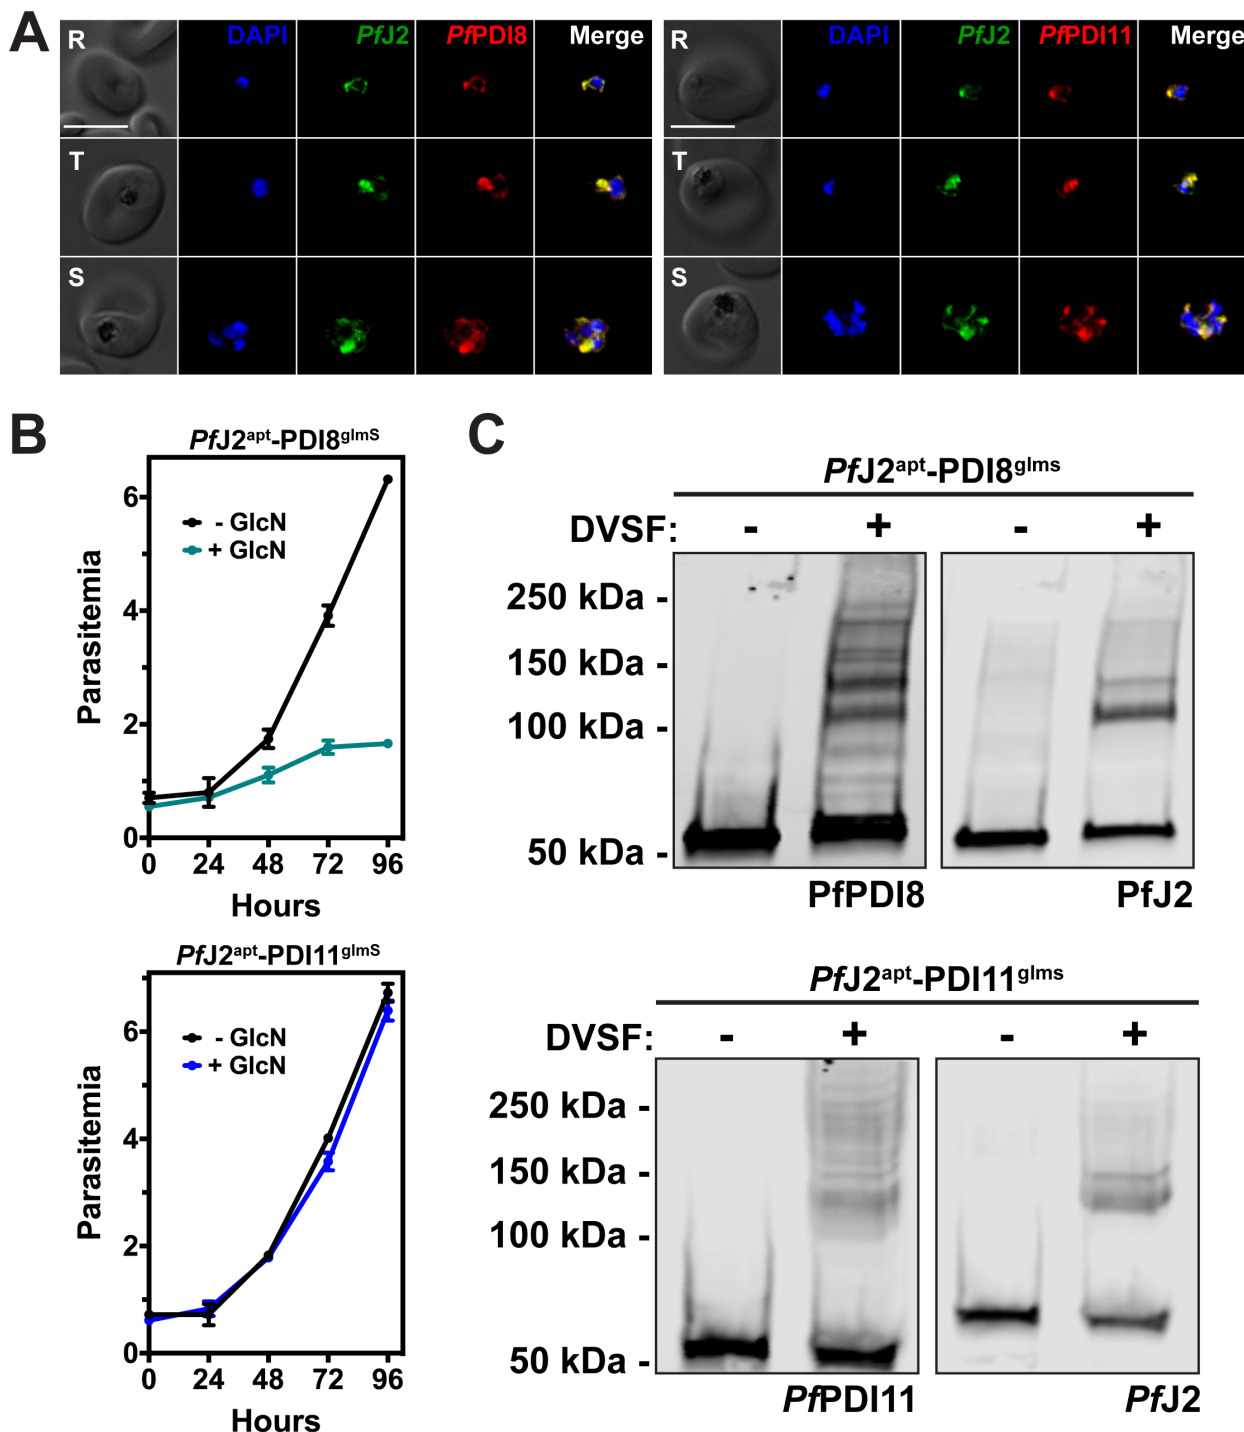 A
R DAPI PfJ2 PfPDI8 Merge
T
S
R DAPI PfJ2 PfPDI11 Merge
T
S
B
PfJ2apt-PDI8glmS
- GlcN
+ GlcN
Parasitemia
6
4
2
0
0 24 48 72 96
Hours
PfJ2apt-PDI11glmS
- GlcN
+ GlcN
Parasitemia
6
4
2
0
0 24 48 72 96
Hours
C
PfJ2apt-PDI8glms
DVSF: - + - +
250 kDa -
150 kDa -
100 kDa -
50 kDa -
PfPDI8 PfJ2
PfJ2apt-PDI11glms
DVSF: - + - +
250 kDa -
150 kDa -
100 kDa -
50 kDa -
PfPDI11 PfJ2